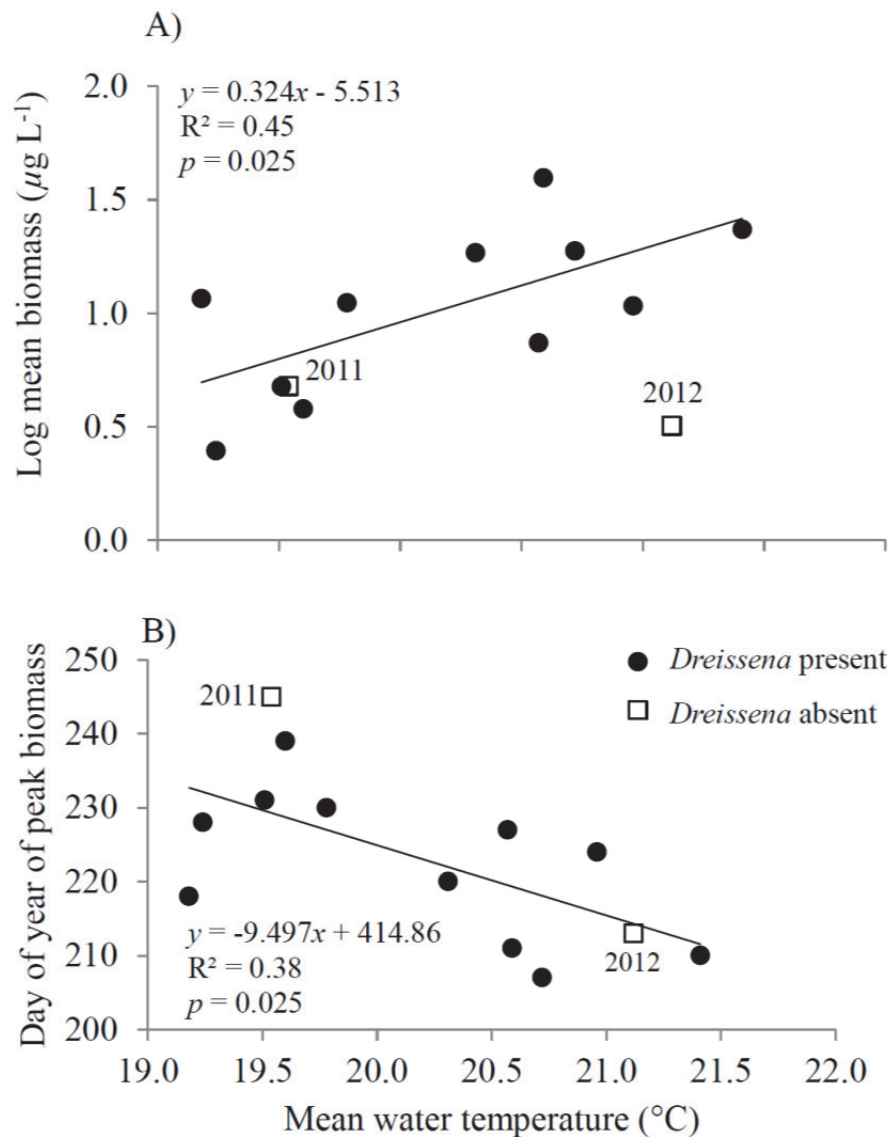 A)
y = 0.324x - 5.513
R² = 0.45
p = 0.025
Log mean biomass (µg L⁻¹)
2.0
1.5
1.0
0.5
0.0
2011
2012
B)
Dreissena present
Dreissena absent
Day of year of peak biomass
250
240
230
220
210
200
2011
2012
y = -9.497x + 414.86
R² = 0.38
p = 0.025
19.0 19.5 20.0 20.5 21.0 21.5 22.0
Mean water temperature (°C)